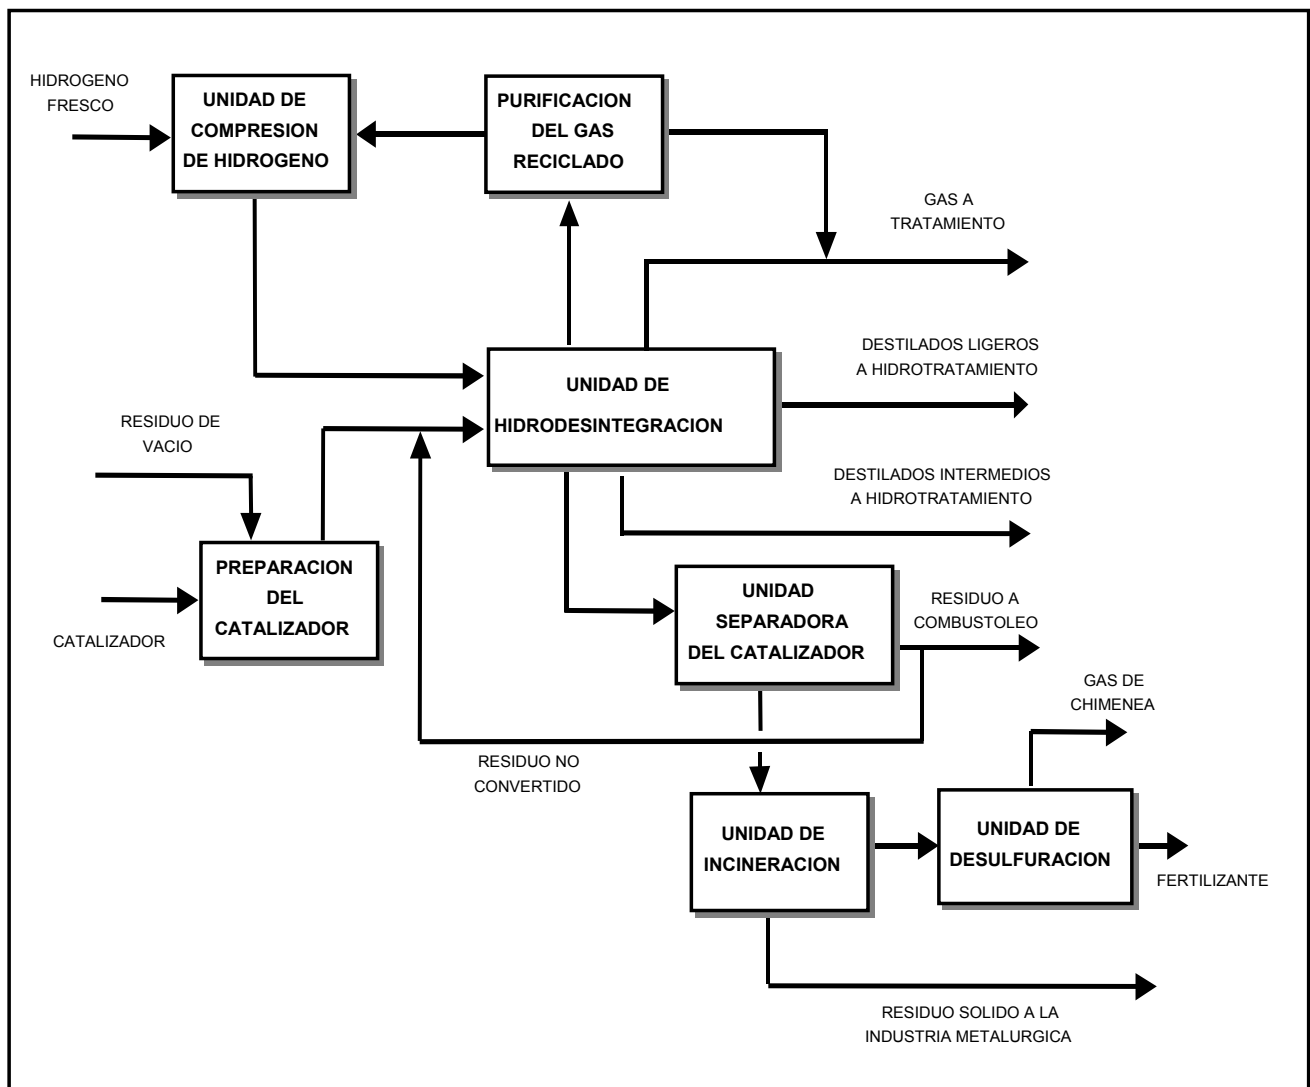 HIDROGENO
FRESCO
UNIDAD DE
COMPRESION
DE HIDROGENO
PURIFICACION
DEL GAS
RECICLADO
GAS A
TRATAMIENTO
DESTILADOS LIGEROS
A HIDROTRATAMIENTO
UNIDAD DE
HIDRODESINTEGRACION
RESIDUO DE
VACIO
DESTILADOS INTERMEDIOS
A HIDROTRATAMIENTO
PREPARACION
DEL
CATALIZADOR
CATALIZADOR
UNIDAD
SEPARADORA
DEL CATALIZADOR
RESIDUO A
COMBUSTOLEO
GAS DE
CHIMENEA
RESIDUO NO
CONVERTIDO
UNIDAD DE
INCINERACION
UNIDAD DE
DESULFURACION
FERTILIZANTE
RESIDUO SOLIDO A LA
INDUSTRIA METALURGICA